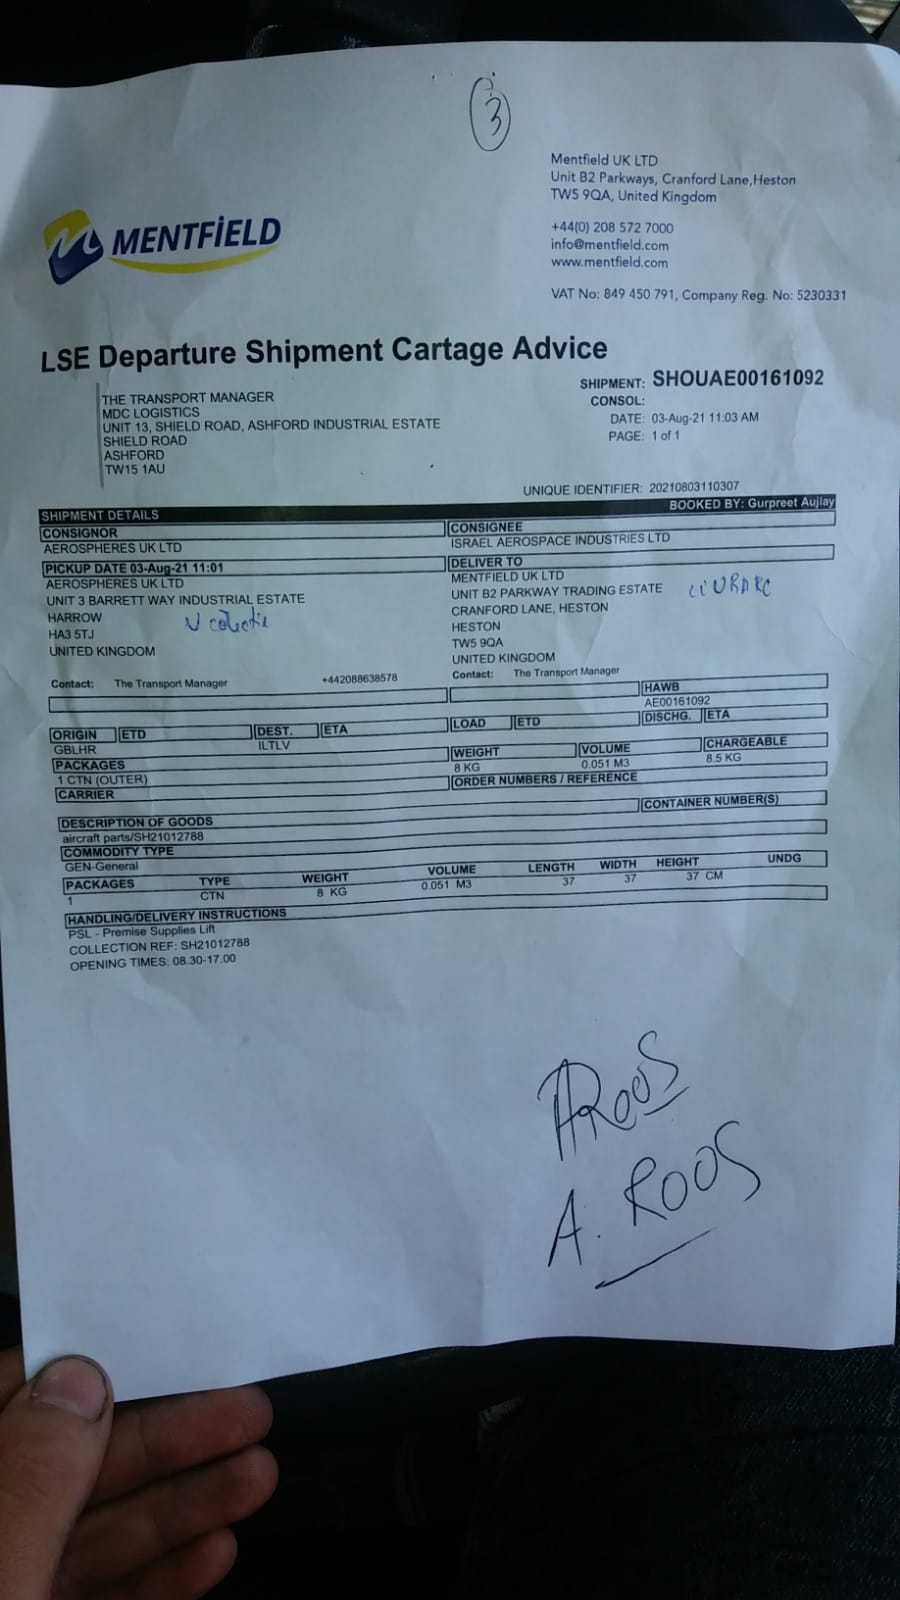 3
Mentfield UK LTD
Unit B2 Parkways, Cranford Lane,Heston
TW5 9QA, United Kingdom
+44(0) 208 572 7000
info@mentfield.com
www.mentfield.com
VAT No: 849 450 791, Company Reg. No: 5230331
MENTFİELD
LSE Departure Shipment Cartage Advice
THE TRANSPORT MANAGER
MDC LOGISTICS
UNIT 13, SHIELD ROAD, ASHFORD INDUSTRIAL ESTATE
SHIELD ROAD
ASHFORD
TW15 1AU
SHIPMENT: SHOUAE00161092
CONSOL:
DATE: 03-Aug-21 11:03 AM
PAGE: 1 of 1
UNIQUE IDENTIFIER: 20210803110307
SHIPMENT DETAILS BOOKED BY: Gurpreet Aujlay
CONSIGNOR
AEROSPHERES UK LTD
PICKUP DATE 03-Aug-21 11:01
AEROSPHERES UK LTD
UNIT 3 BARRETT WAY INDUSTRIAL ESTATE
HARROW
HA3 5TJ
UNITED KINGDOM
Contact: The Transport Manager +442088638578
CONSIGNEE
ISRAEL AEROSPACE INDUSTRIES LTD
DELIVER TO
MENTFIELD UK LTD
UNIT B2 PARKWAY TRADING ESTATE
CRANFORD LANE, HESTON
HESTON
TW5 9QA
UNITED KINGDOM
Contact: The Transport Manager
HAWB
AE00161092
ORIGIN ETD DEST. ETA LOAD ETD DISCHG. ETA
GBLHR ILTLV
PACKAGES WEIGHT VOLUME CHARGEABLE
1 CTN (OUTER) 8 KG 0.051 M3 8.5 KG
CARRIER ORDER NUMBERS / REFERENCE
CONTAINER NUMBER(S)
DESCRIPTION OF GOODS
aircraft parts/SH21012788
COMMODITY TYPE
GEN-General
PACKAGES TYPE WEIGHT VOLUME LENGTH WIDTH HEIGHT UNDG
1 CTN 8 KG 0.051 M3 37 37 37 CM
HANDLING/DELIVERY INSTRUCTIONS
PSL - Premise Supplies Lift
COLLECTION REF: SH21012788
OPENING TIMES: 08.30-17.00
ARoos
A. ROOS